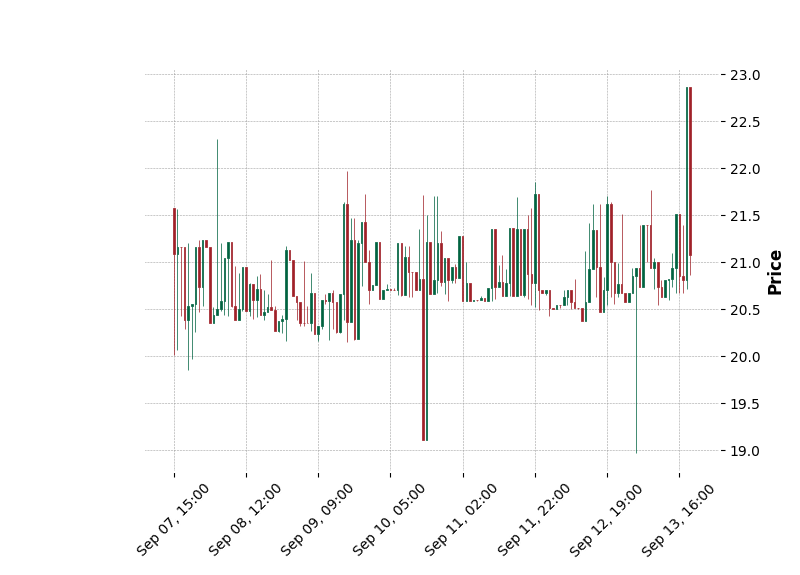 23.0
22.5
22.0
21.5
21.0
20.5
20.0
19.5
19.0
Price
Sep 07, 15:00
Sep 08, 12:00
Sep 09, 09:00
Sep 10, 05:00
Sep 11, 02:00
Sep 11, 22:00
Sep 12, 19:00
Sep 13, 16:00